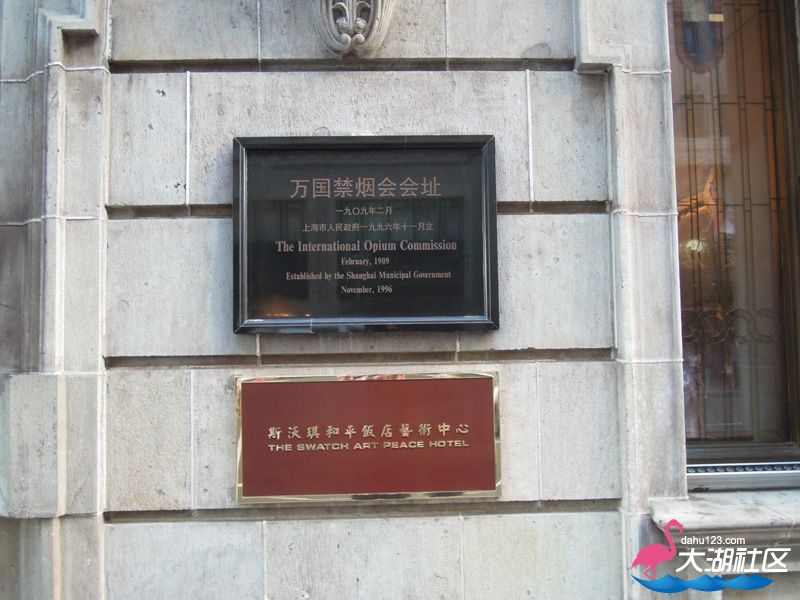 万国禁烟会会址
一九〇九年二月
上海市人民政府一九九六年十一月立
The International Opium Commission
February, 1909
Established by the Shanghai Municipal Government
November, 1996
斯沃琪和平飯店藝術中心
THE SWATCH ART PEACE HOTEL
dahu123.com
大湖社区